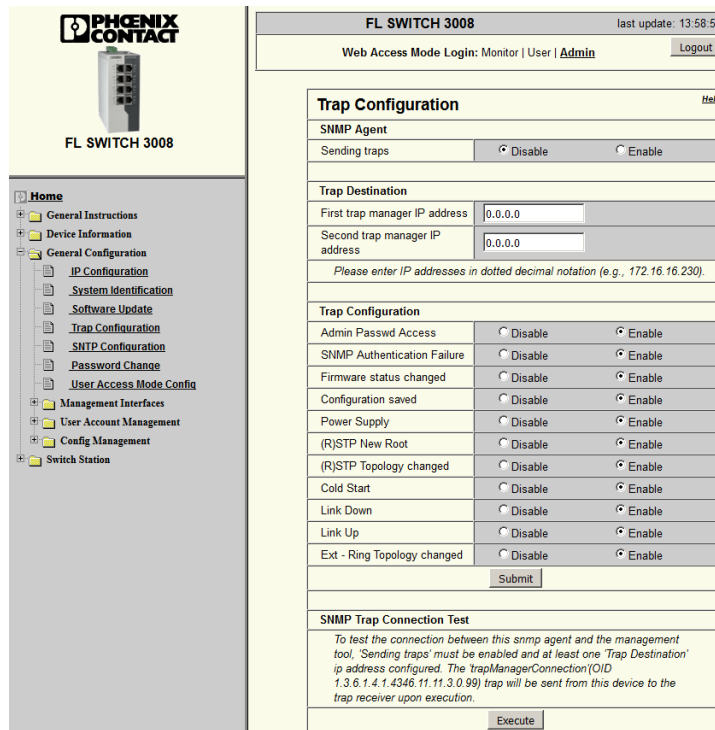 PHŒNIX
CONTACT
FL SWITCH 3008
Home
General Instructions
Device Information
General Configuration
IP Configuration
System Identification
Software Update
Trap Configuration
SNTP Configuration
Password Change
User Access Mode Config
Management Interfaces
User Account Management
Config Management
Switch Station
FL SWITCH 3008 last update: 13:58:5
Web Access Mode Login: Monitor | User | Admin Logout
Trap Configuration Hel
SNMP Agent
Sending traps Disable Enable
Trap Destination
First trap manager IP address 0.0.0.0
Second trap manager IP
address 0.0.0.0
Please enter IP addresses in dotted decimal notation (e.g., 172.16.16.230).
Trap Configuration
Admin Passwd Access Disable Enable
SNMP Authentication Failure Disable Enable
Firmware status changed Disable Enable
Configuration saved Disable Enable
Power Supply Disable Enable
(R)STP New Root Disable Enable
(R)STP Topology changed Disable Enable
Cold Start Disable Enable
Link Down Disable Enable
Link Up Disable Enable
Ext - Ring Topology changed Disable Enable
Submit
SNMP Trap Connection Test
To test the connection between this snmp agent and the management
tool, 'Sending traps' must be enabled and at least one 'Trap Destination'
ip address configured. The 'trapManagerConnection'(OID
1.3.6.1.4.1.4346.11.11.3.0.99) trap will be sent from this device to the
trap receiver upon execution.
Execute